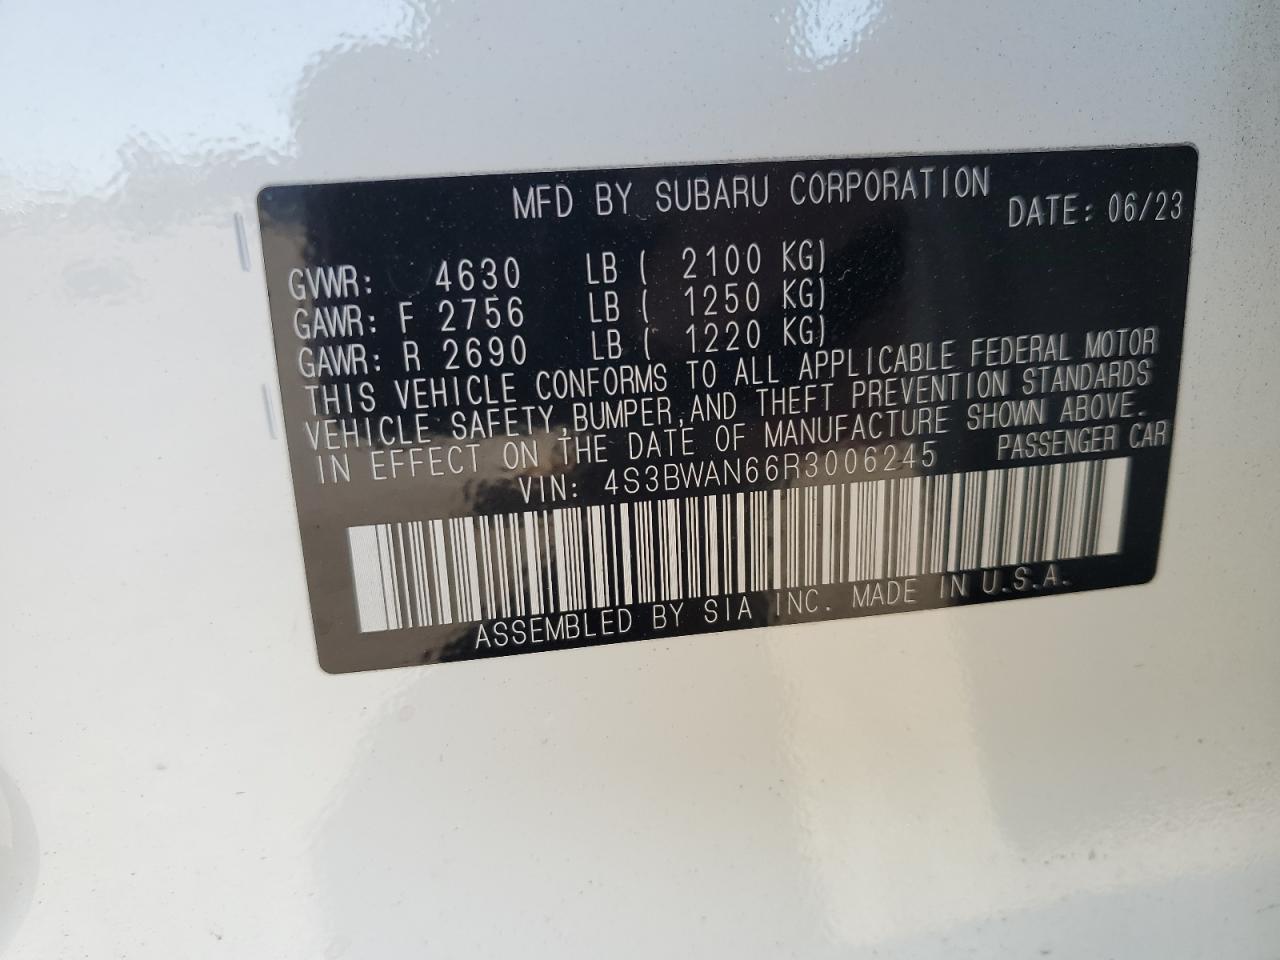 MFD BY SUBARU CORPORATION
DATE: 06/23
GVWR: 4630 LB ( 2100 KG)
GAWR: F 2756 LB ( 1250 KG)
GAWR: R 2690 LB ( 1220 KG)
THIS VEHICLE CONFORMS TO ALL APPLICABLE FEDERAL MOTOR
VEHICLE SAFETY,BUMPER,AND THEFT PREVENTION STANDARDS
IN EFFECT ON THE DATE OF MANUFACTURE SHOWN ABOVE.
VIN: 4S3BWAN66R3006245 PASSENGER CAR
ASSEMBLED BY SIA INC. MADE IN U.S.A.